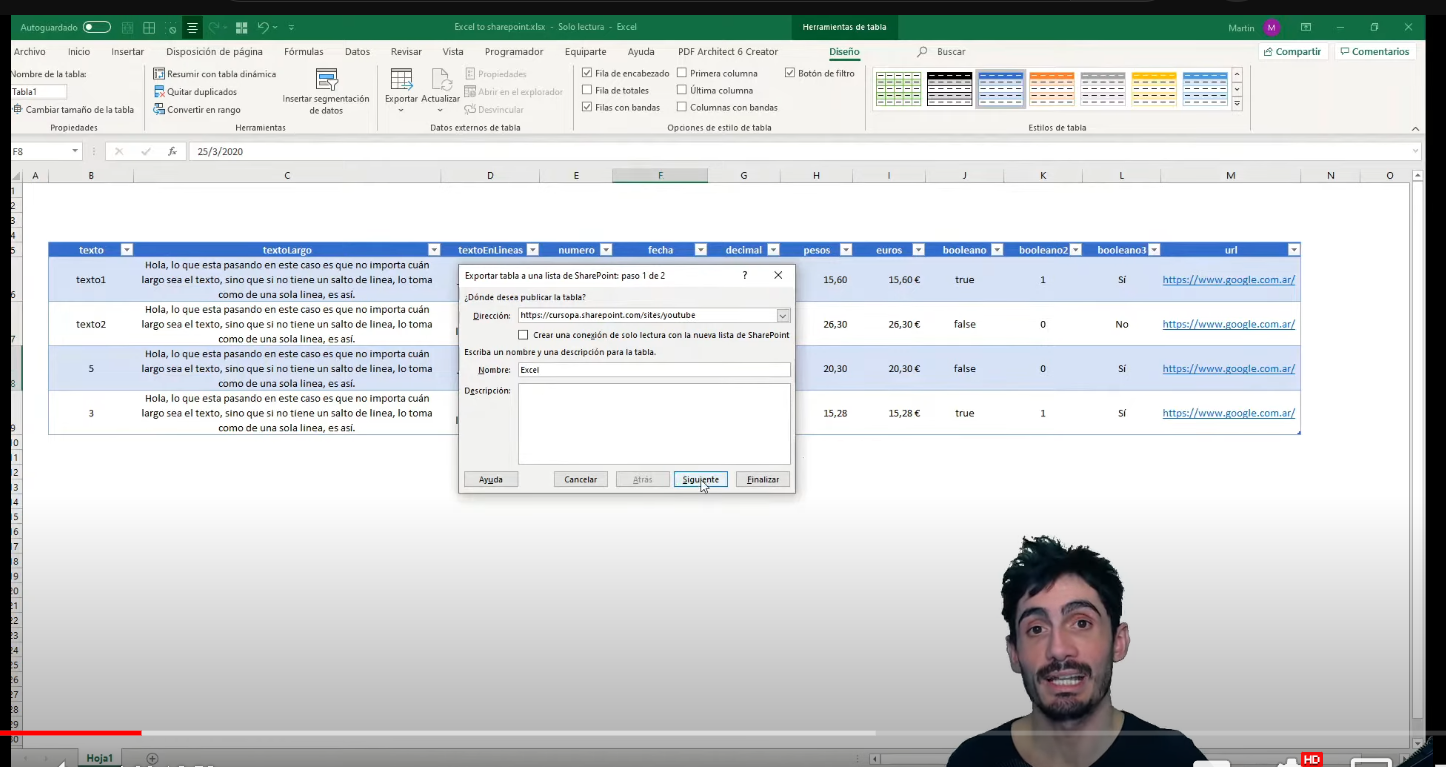 Autoguardado
Excel to sharepoint.xlsx - Solo lectura - Excel
Herramientas de tabla
Martin M
Archivo Inicio Insertar Disposición de página Fórmulas Datos Revisar Vista Programador Equiparte Ayuda PDF Architect 6 Creator Diseño Buscar Compartir Comentarios
Nombre de la tabla:
Tabla1
Cambiar tamaño de la tabla
Propiedades
Resumir con tabla dinámica
Quitar duplicados
Convertir en rango
Insertar segmentación
de datos
Herramientas
Exportar Actualizar
Propiedades
Abrir en el explorador
Desvincular
Datos externos de tabla
Fila de encabezado Primera columna Botón de filtro
Fila de totales Última columna
Filas con bandas Columnas con bandas
Opciones de estilo de tabla
Estilos de tabla
F8 fx 25/3/2020
A B C D E F G H I J K L M N O
texto textoLargo textoEnLineas numero fecha decimal pesos euros booleano booleano2 booleano3 url
texto1
Hola, lo que esta pasando en este caso es que no importa cuán
largo sea el texto, sino que si no tiene un salto de linea, lo toma
como de una sola linea, es así.
15,60 15,60 € true 1 Sí https://www.google.com.ar/
texto2
Hola, lo que esta pasando en este caso es que no importa cuán
largo sea el texto, sino que si no tiene un salto de linea, lo toma
como de una sola linea, es así.
26,30 26,30 € false 0 No https://www.google.com.ar/
5
Hola, lo que esta pasando en este caso es que no importa cuán
largo sea el texto, sino que si no tiene un salto de linea, lo toma
como de una sola linea, es así.
20,30 20,30 € false 0 Sí https://www.google.com.ar/
3
Hola, lo que esta pasando en este caso es que no importa cuán
largo sea el texto, sino que si no tiene un salto de linea, lo toma
como de una sola linea, es así.
15,28 15,28 € true 1 Sí https://www.google.com.ar/
Exportar tabla a una lista de SharePoint: paso 1 de 2 ?
¿Dónde desea publicar la tabla?
Dirección: https://cursopa.sharepoint.com/sites/youtube
Crear una conexión de solo lectura con la nueva lista de SharePoint
Escriba un nombre y una descripción para la tabla.
Nombre: Excel
Descripción:
Ayuda Cancelar Atrás Siguiente Finalizar
Hoja1
HD